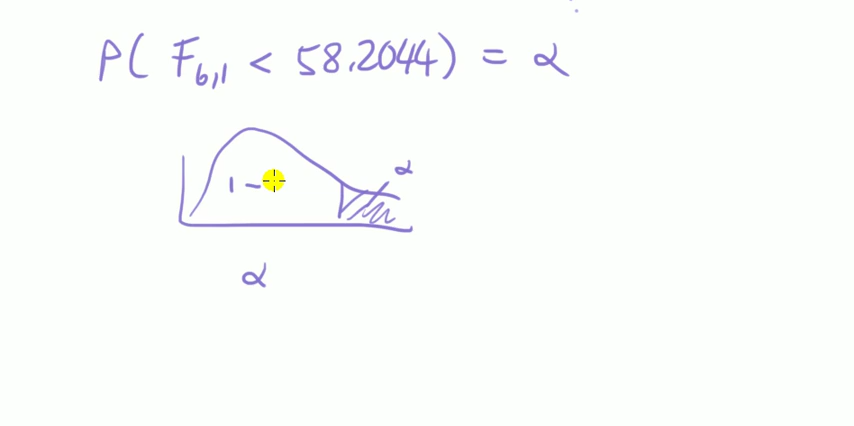 P( F₆,₁ < 58.2044) = α
α
1 –
α